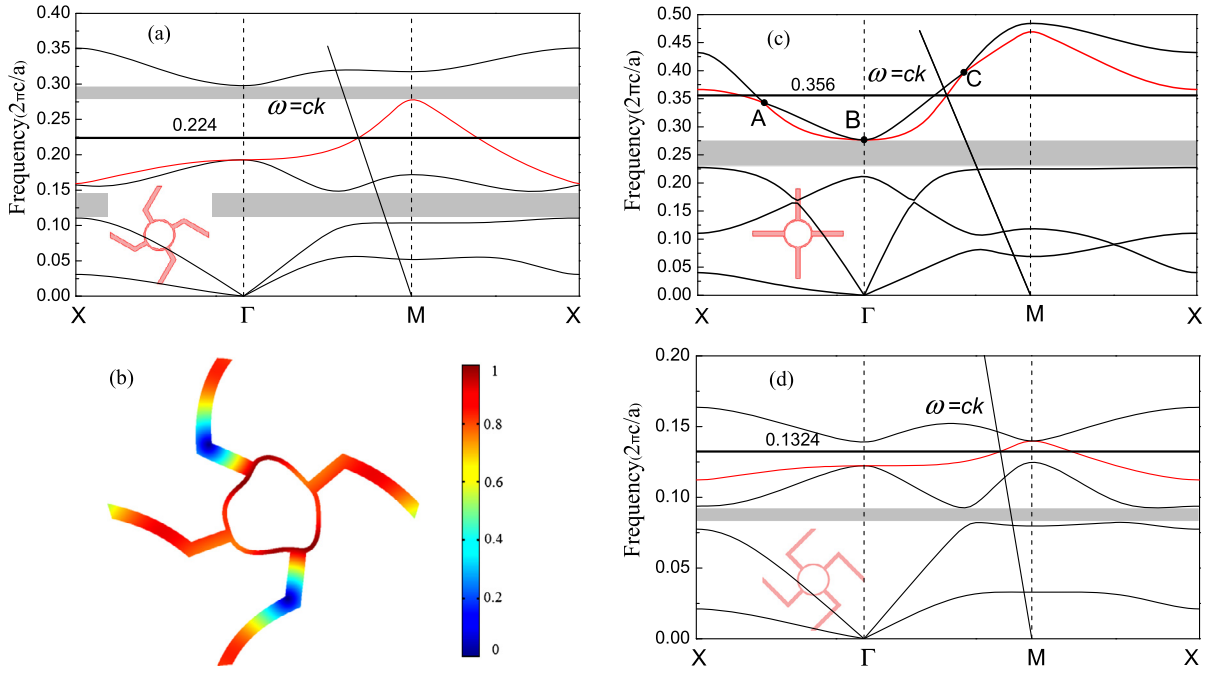 (a)
Frequency(2πc/a)
0.40
0.35
0.30
0.25
0.20
0.15
0.10
0.05
0.00
ω=ck
0.224
X Γ M X
(c)
Frequency(2πc/a)
0.50
0.45
0.40
0.35
0.30
0.25
0.20
0.15
0.10
0.05
0.00
0.356
ω=ck
A
B
C
X Γ M X
(b)
1
0.8
0.6
0.4
0.2
0
(d)
Frequency(2πc/a)
0.20
0.15
0.10
0.05
0.00
ω=ck
0.1324
X Γ M X